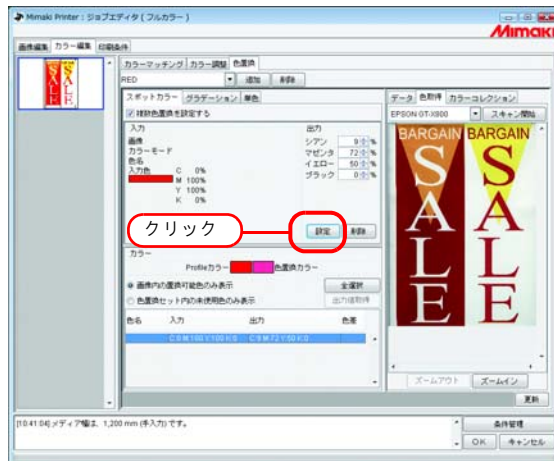 Mimaki Printer : ジョブエディタ ( フルカラー )
Mimaki
画像編集 カラー編集 印刷条件
カラーマッチング カラー調整 色置換
RED 追加 削除
スポットカラー グラデーション 単色
複数色置換を設定する
入力
画像
カラーモード
色名
入力色 C 0%
M 100%
Y 100%
K 0%
出力
シアン 9 %
マゼンタ 72 %
イエロー 50 %
ブラック 0 %
クリック
設定 削除
カラー
Profileカラー 色置換カラー
画像内の置換可能色のみ表示 全選択
色置換セット内の未使用色のみ表示 出力値取得
色名 入力 出力 色差
C:0 M:100 Y:100 K:0 C:9 M:72 Y:50 K:0
データ 色取得 カラーコレクション
EPSON GT-X900 スキャン開始
BARGAIN BARGAIN
SALE SALE
ズームアウト ズームイン
更新
[10:41:04] メディア幅は、1,200 mm (手入力) です。
条件管理
OK キャンセル
SALE SALE